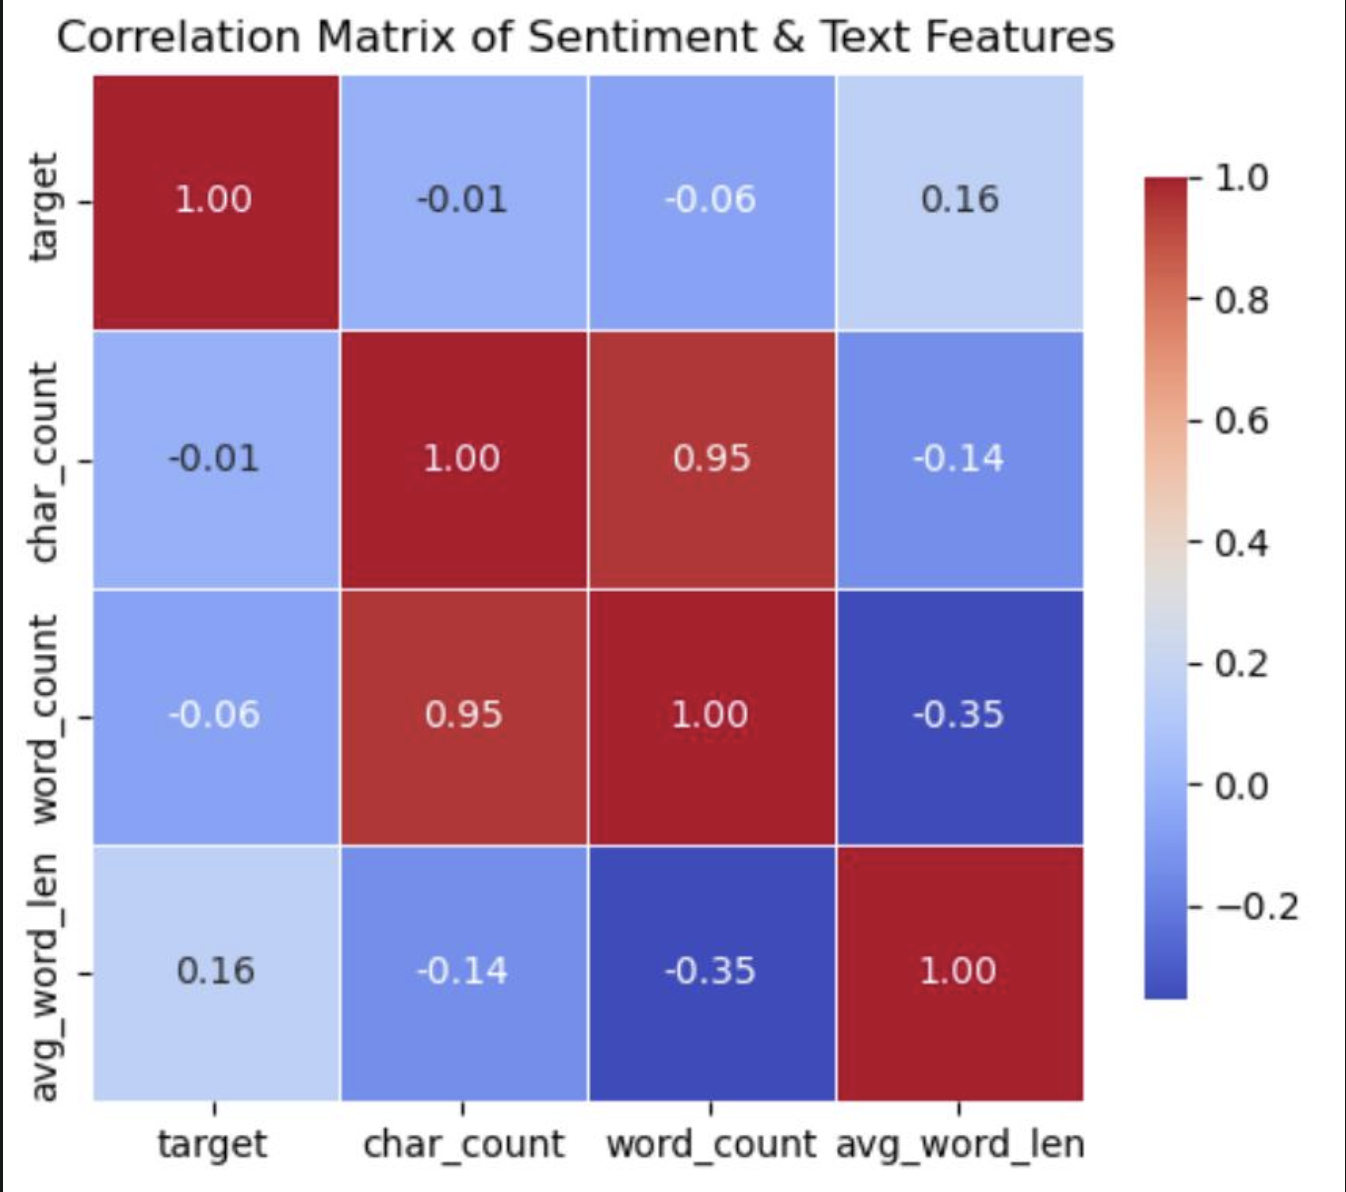 Correlation Matrix of Sentiment & Text Features
target
1.00
-0.01
-0.06
0.16
char_count
-0.01
1.00
0.95
-0.14
word_count
-0.06
0.95
1.00
-0.35
avg_word_len
0.16
-0.14
-0.35
1.00
target
char_count
word_count
avg_word_len
1.0
0.8
0.6
0.4
0.2
0.0
−0.2